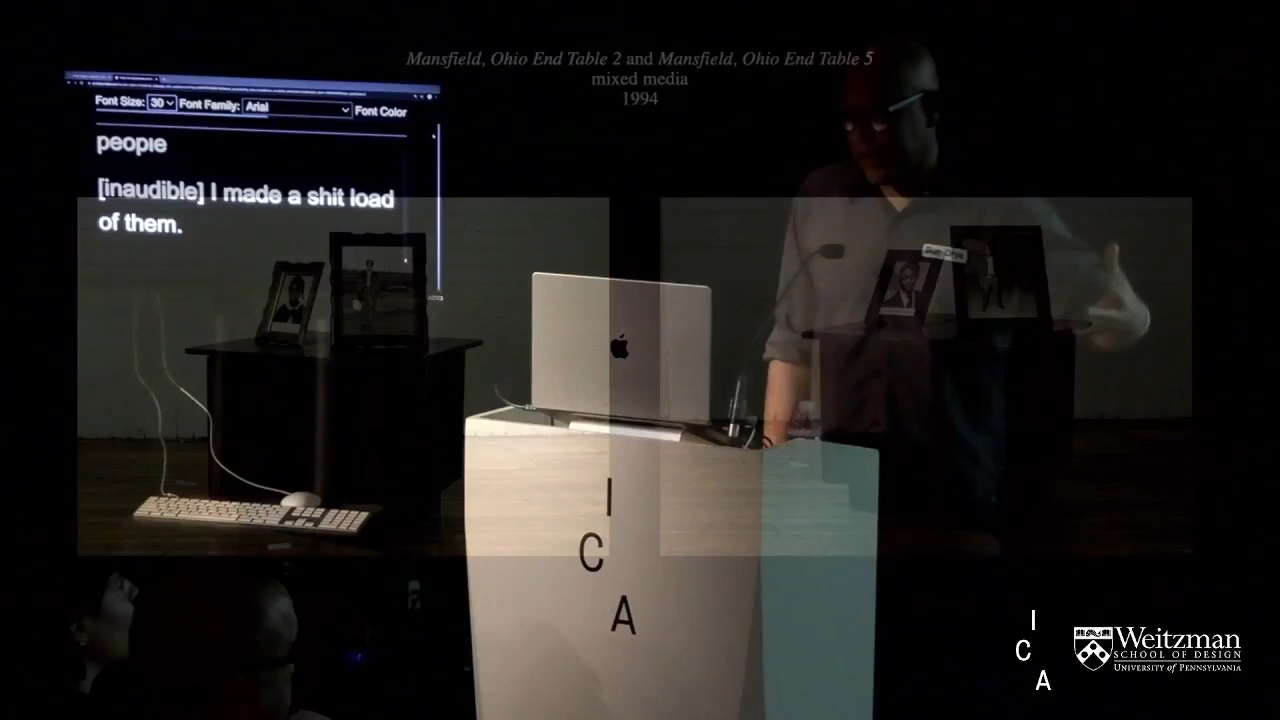 Mansfield, Ohio End Table 2 and Mansfield, Ohio End Table 5
mixed media
1994
Font Size: 30 Font Family: Arial Font Color
people
[inaudible] I made a shit load
of them.
I
C
A
I
C
A
Weitzman
SCHOOL OF DESIGN
UNIVERSITY of PENNSYLVANIA